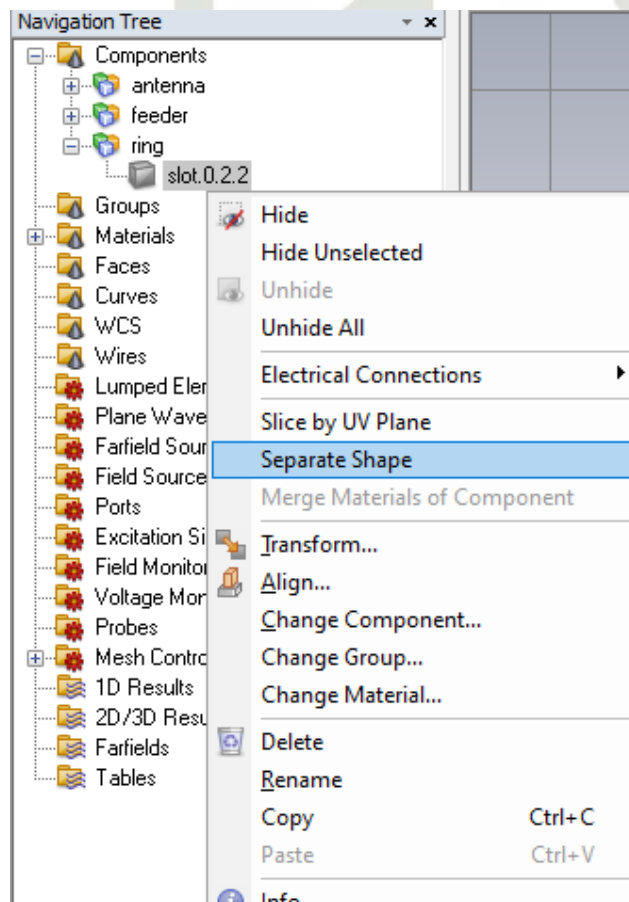 Navigation Tree
Components
antenna
feeder
ring
slot.0.2.2
Groups
Materials
Faces
Curves
WCS
Wires
Lumped Eler
Plane Wave
Farfield Sour
Field Source
Ports
Excitation Si
Field Monitor
Voltage Mor
Probes
Mesh Contro
1D Results
2D/3D Resu
Farfields
Tables
Hide
Hide Unselected
Unhide
Unhide All
Electrical Connections
Slice by UV Plane
Separate Shape
Merge Materials of Component
Transform...
Align...
Change Component...
Change Group...
Change Material...
Delete
Rename
Copy Ctrl+C
Paste Ctrl+V
Info